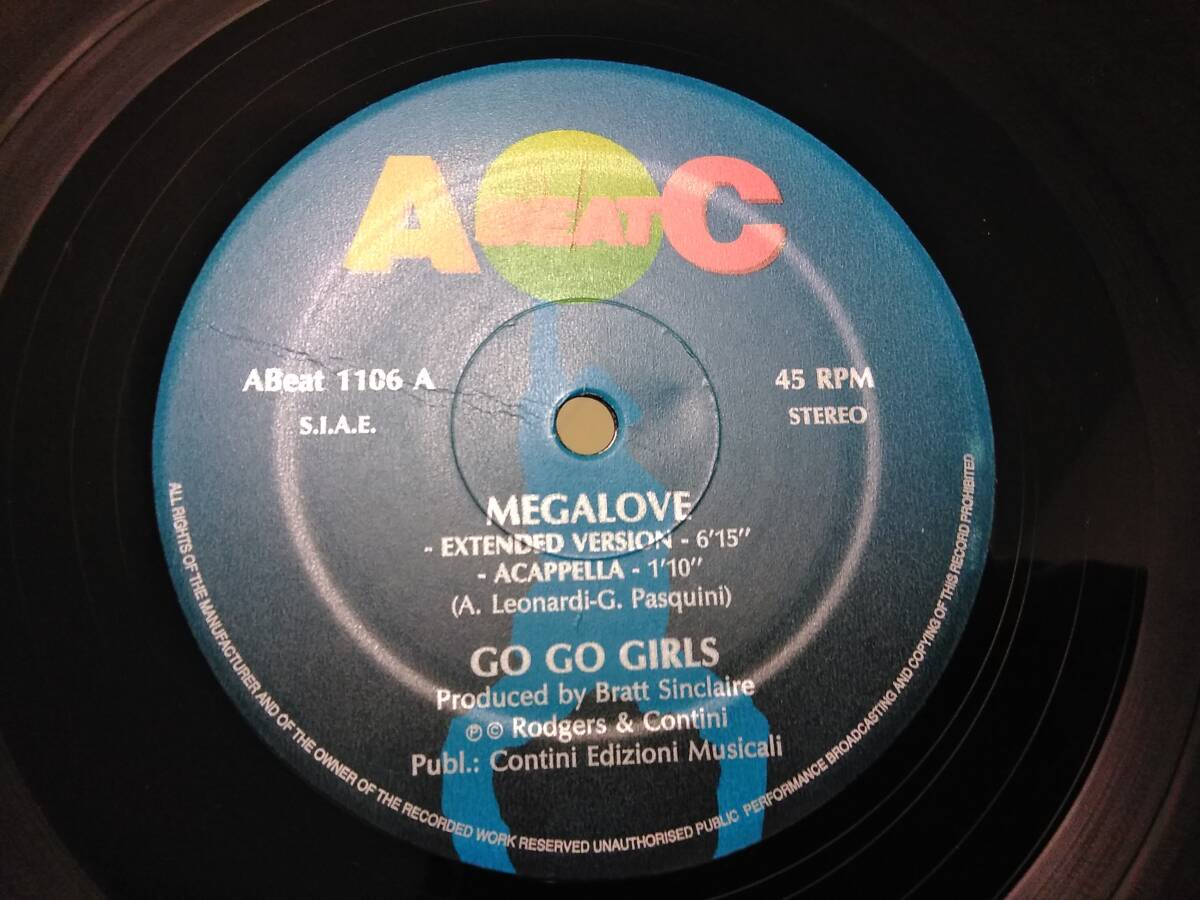 A BEAT C
ABeat 1106 A
S.I.A.E.
45 RPM
STEREO
MEGALOVE
- EXTENDED VERSION - 6'15"
- ACAPPELLA - 1'10"
(A. Leonardi-G. Pasquini)
GO GO GIRLS
Produced by Bratt Sinclaire
℗ © Rodgers & Contini
Publ.: Contini Edizioni Musicali
ALL RIGHTS OF THE MANUFACTURER AND OF THE OWNER OF THE RECORDED WORK RESERVED UNAUTHORISED PUBLIC PERFORMANCE BROADCASTING AND COPYING OF THIS RECORD PROHIBITED